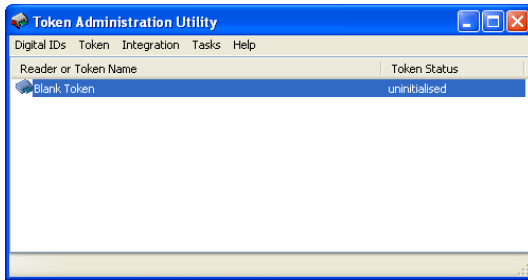 Token Administration Utility
Digital IDs Token Integration Tasks Help
Reader or Token Name Token Status
Blank Token uninitialised